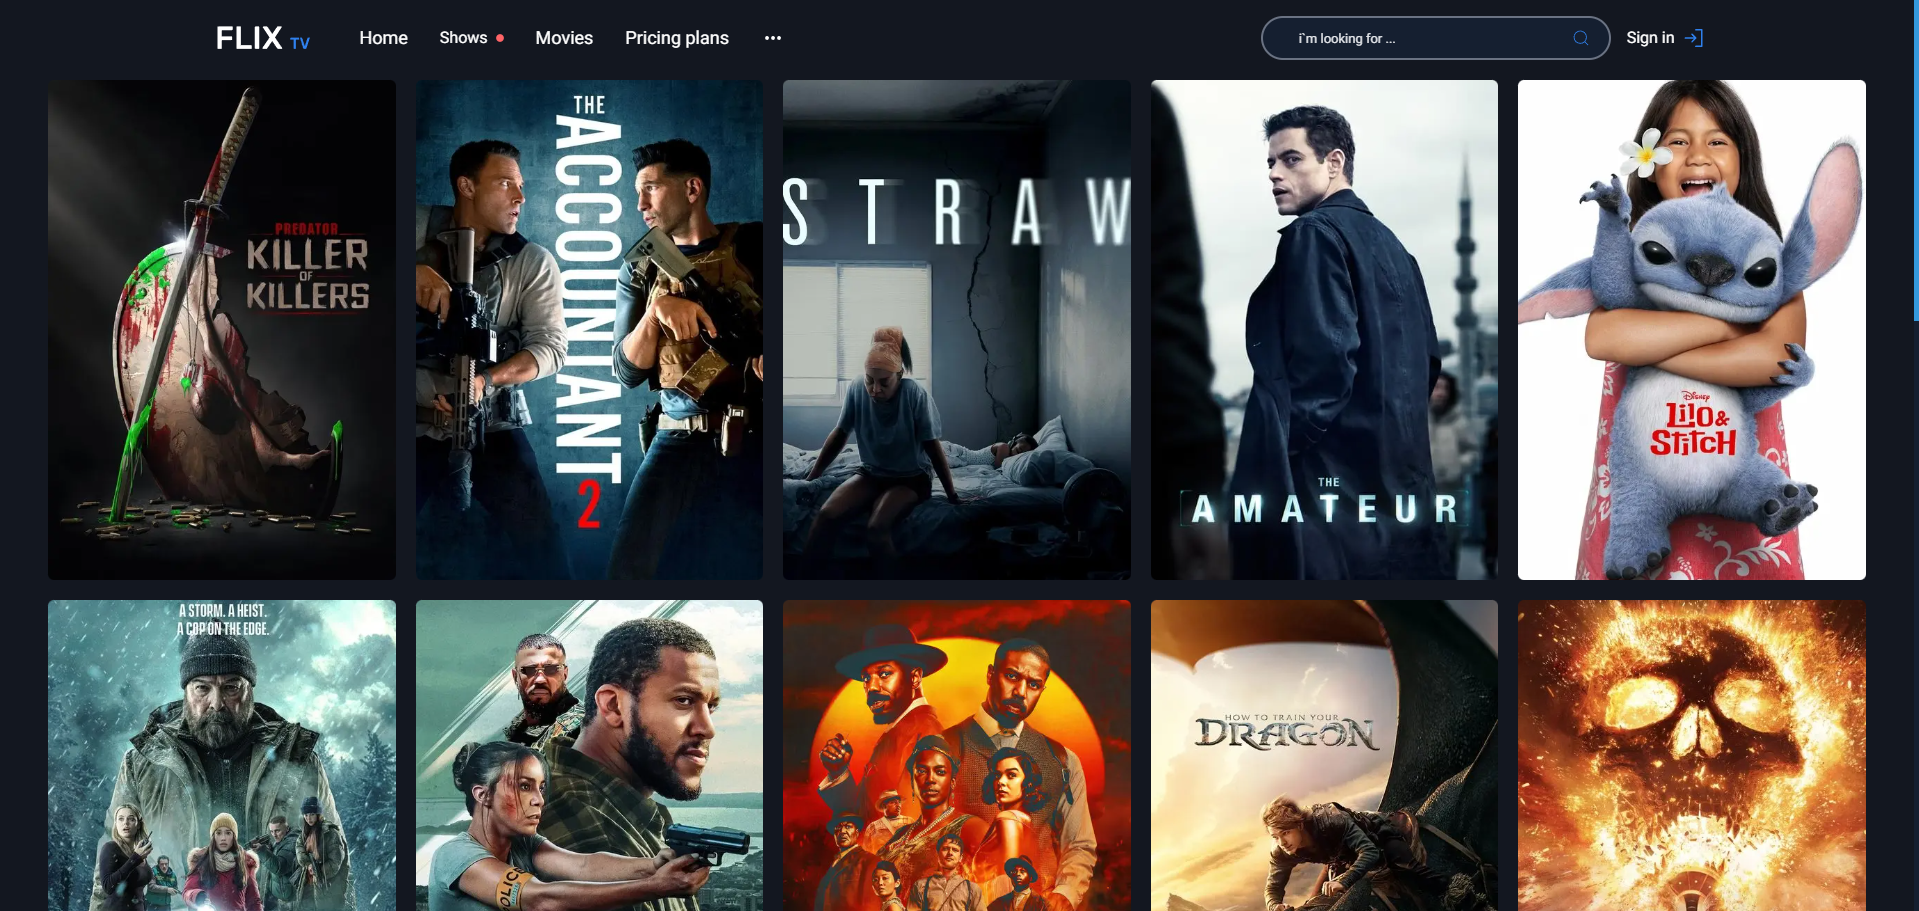 FLIX TV
Home
Shows
Movies
Pricing plans
i`m looking for ...
Sign in
PREDATOR
KILLER
OF
KILLERS
THE
ACCOUNTANT
2
STRAW
THE
AMATEUR
Disney
Lilo &
Stitch
A STORM. A HEIST.
A COP ON THE EDGE.
HOW TO TRAIN YOUR
DRAGON